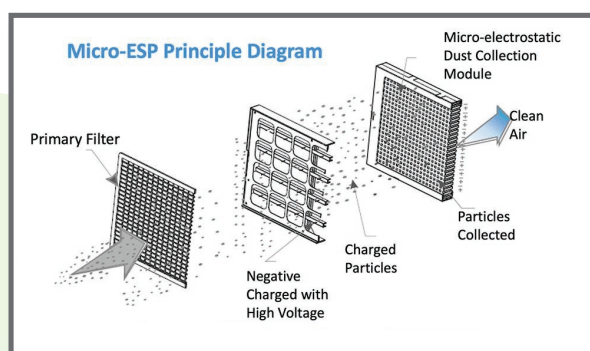 Micro-ESP Principle Diagram
Micro-electrostatic
Dust Collection
Module
Clean
Air
Primary Filter
Particles
Collected
Charged
Particles
Negative
Charged with
High Voltage